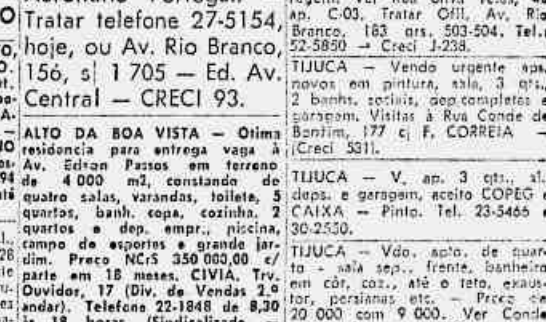 Tratar telefone 27-5154,
hoje, ou Av. Rio Branco,
156, s| 1 705 — Ed. Av.
Central — CRECI 93.
ALTO DA BOA VISTA — Otima
residencia para entrega vaga à
Av. Edson Passos em terreno
de 4 000 m2, constando de
quatro salas, varandas, toilete, 5
quartos, banh. copa, cozinha. 2
quartos e dep. empr., piscina,
campo de esportes e grande jar-
dim. Preco NCrS 350 000,00 c/
parte em 18 meses. CIVIA. Trv.
Ouvidor, 17 (Div. de Vendas 2.º
andar). Telefone 22-1848 de 8,30
18 horas
ap. C-03. Tratar Ofil, Av. Rio
Branco, 183 grs. 503-504. Tel.:
52-5850 — Creci J-238.
TIJUCA — Vendo urgente aps.
novos em pintura, sala, 3 qts.,
2 banhs. sociais, dep completas e
garagem. Visitas à Rua Conde de
Bonfim, 177 c| F. CORREIA —
(Creci 531).
TIJUCA — V. ap. 3 qts., sl.
deps. e garagem, aceito COPEG e
CAIXA — Pinto. Tel. 23-5466 e
30-2550.
TIJUCA — Vdo. apto. de quar-
to - sala sep., frente, banheiro
em côr, coz., até o teto, exaus-
tor, persianas etc. — Preço de
20 000 com 9 000. Ver Conde